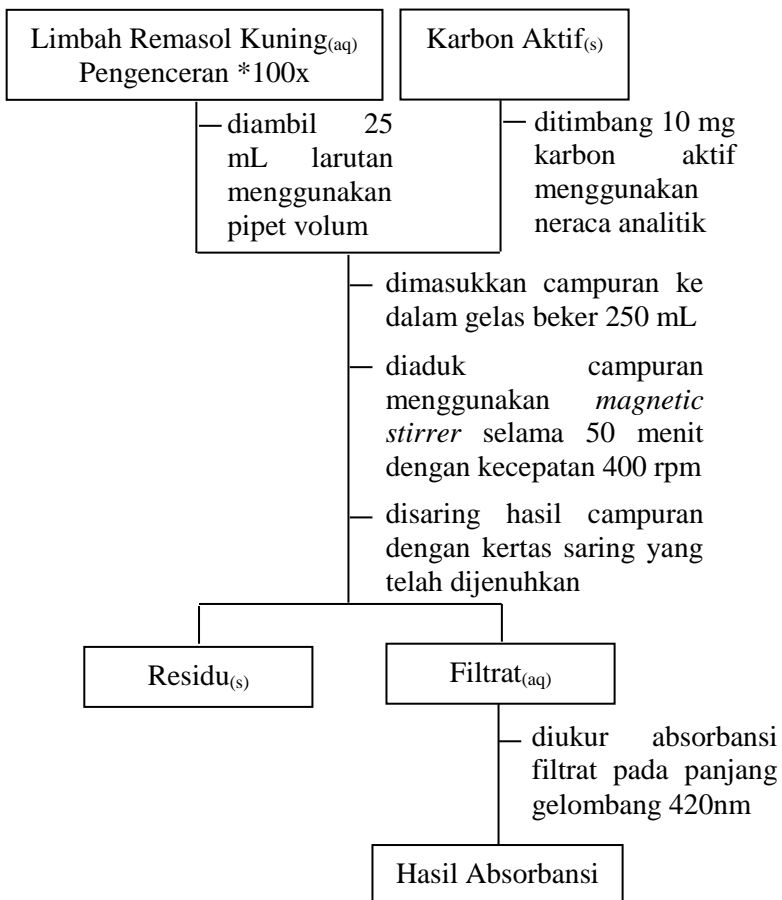 Limbah Remasol Kuning(aq)
Pengenceran *100x
Karbon Aktif(s)
diambil 25
mL larutan
menggunakan
pipet volum
ditimbang 10 mg
karbon aktif
menggunakan
neraca analitik
dimasukkan campuran ke
dalam gelas beker 250 mL
diaduk campuran
menggunakan magnetic
stirrer selama 50 menit
dengan kecepatan 400 rpm
disaring hasil campuran
dengan kertas saring yang
telah dijenuhkan
Residu(s)
Filtrat(aq)
diukur absorbansi
filtrat pada panjang
gelombang 420nm
Hasil Absorbansi